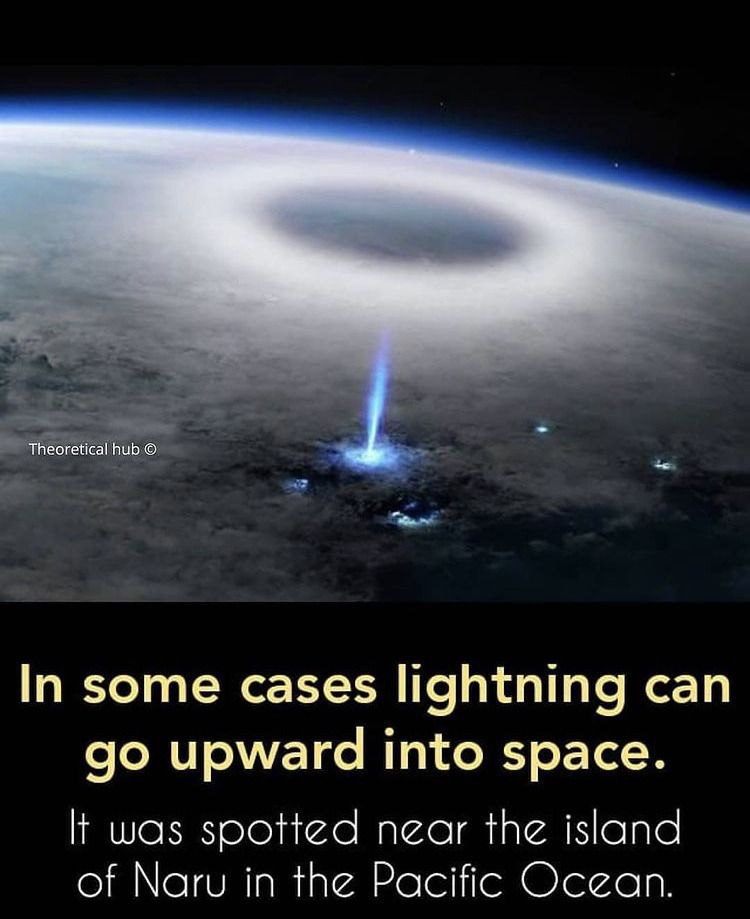 Theoretical hub ©
In some cases lightning can
go upward into space.
It was spotted near the island
of Naru in the Pacific Ocean.